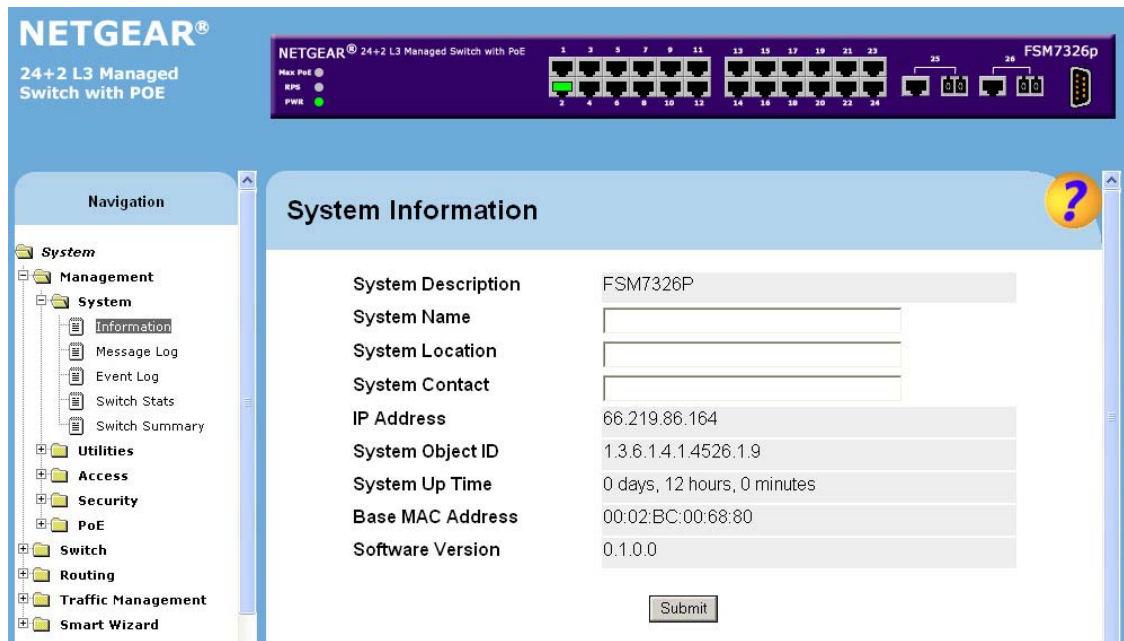 NETGEAR®
24+2 L3 Managed
Switch with POE
NETGEAR® 24+2 L3 Managed Switch with PoE
FSM7326p
Max PoE
RPS
PWR
1 3 5 7 9 11 13 15 17 19 21 23
25 26
2 4 6 8 10 12 14 16 18 20 22 24
Navigation
System
Management
System
Information
Message Log
Event Log
Switch Stats
Switch Summary
Utilities
Access
Security
PoE
Switch
Routing
Traffic Management
Smart Wizard
System Information
?
System Description FSM7326P
System Name
System Location
System Contact
IP Address 66.219.86.164
System Object ID 1.3.6.1.4.1.4526.1.9
System Up Time 0 days, 12 hours, 0 minutes
Base MAC Address 00:02:BC:00:68:80
Software Version 0.1.0.0
Submit